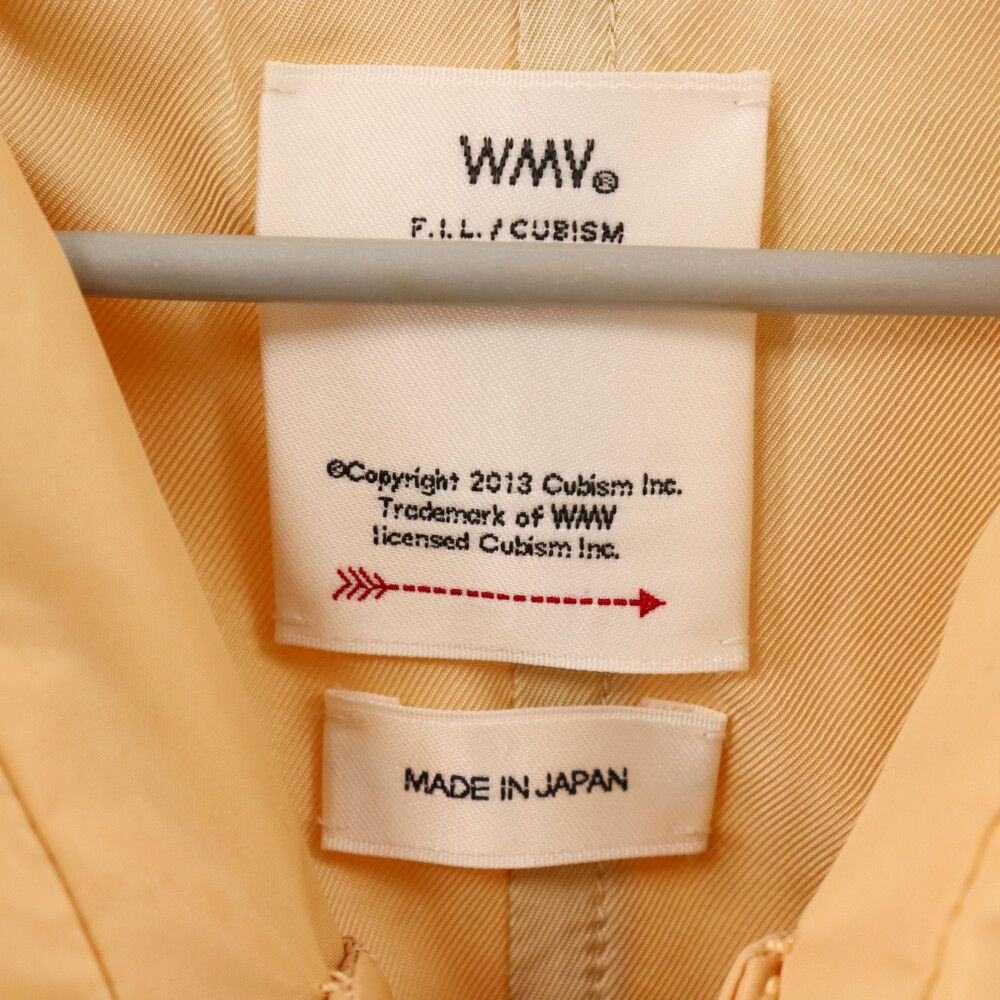 WMV®
F.I.L./CUBISM
©Copyright 2013 Cubism Inc.
Trademark of WMV
licensed Cubism Inc.
MADE IN JAPAN